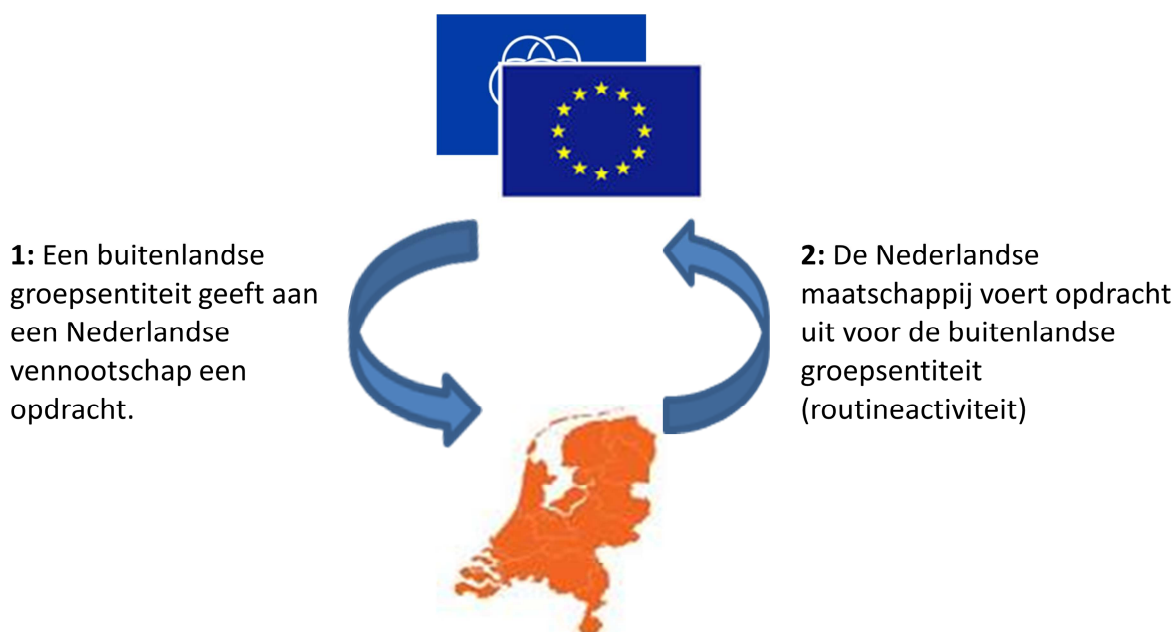 1: Een buitenlandse
groepsentiteit geeft aan
een Nederlandse
vennootschap een
opdracht.
2: De Nederlandse
maatschappij voert opdracht
uit voor de buitenlandse
groepsentiteit
(routineactiviteit)